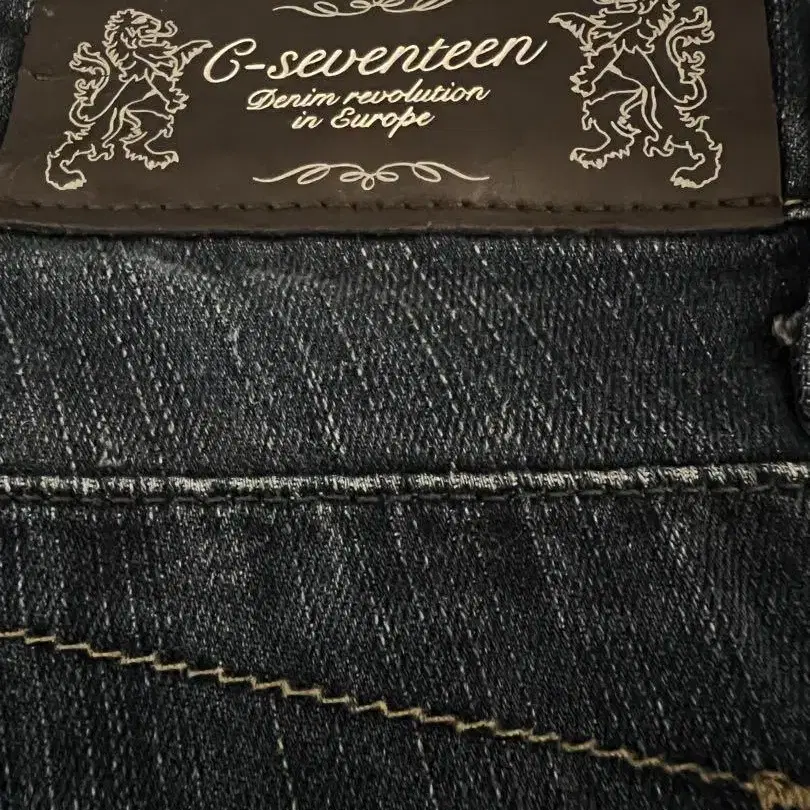 C-seventeen
Denim revolution
in Europe